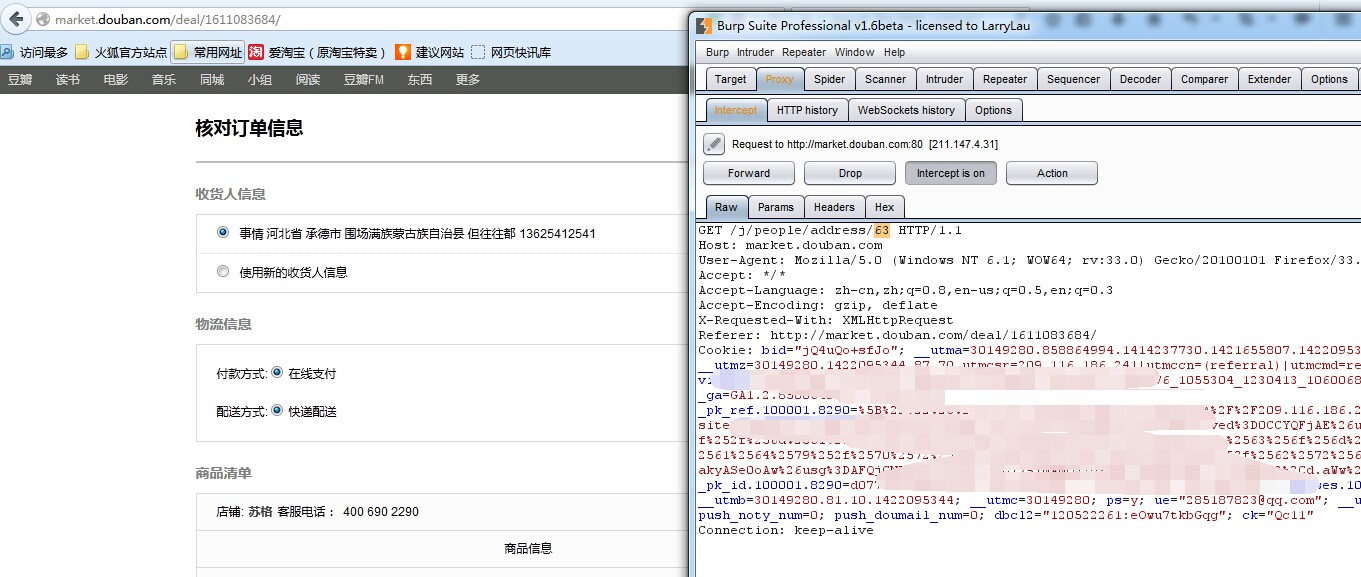 market.douban.com/deal/1611083684/
访问最多 火狐官方站点 常用网址 淘 爱淘宝（原淘宝特卖） 建议网站 网页快讯库
豆瓣 读书 电影 音乐 同城 小组 阅读 豆瓣FM 东西 更多
核对订单信息
收货人信息
事情 河北省 承德市 围场满族蒙古族自治县 但往往都 13625412541
使用新的收货人信息
物流信息
付款方式: 在线支付
配送方式: 快递配送
商品清单
店铺: 苏格 客服电话： 400 690 2290
商品信息
Burp Suite Professional v1.6beta - licensed to LarryLau
Burp Intruder Repeater Window Help
Target Proxy Spider Scanner Intruder Repeater Sequencer Decoder Comparer Extender Options
Intercept HTTP history WebSockets history Options
Request to http://market.douban.com:80 [211.147.4.31]
Forward Drop Intercept is on Action
Raw Params Headers Hex
GET /j/people/address/63 HTTP/1.1
Host: market.douban.com
User-Agent: Mozilla/5.0 (Windows NT 6.1; WOW64; rv:33.0) Gecko/20100101 Firefox/33.
Accept: */*
Accept-Language: zh-cn,zh;q=0.8,en-us;q=0.5,en;q=0.3
Accept-Encoding: gzip, deflate
X-Requested-With: XMLHttpRequest
Referer: http://market.douban.com/deal/1611083684/
Cookie: bid="jQ4uQo+sfJo"; __utma=30149280.858864994.1414237730.1421655807.14220953
__utmz=30149280.1422095344.87.70.utmcsr=209.116.186.241|utmccn=(referral)|utmcmd=re
76_1055304_1230413_1060068
_ga=GA1.2.8588649
_pk_ref.100001.8290=%5B%
%2F%2F209.116.186.2
site
ved%3D0CCYQFjAE%26u
f%252f%256d
%2563%256f%256d%2
2561%2564%2579%252f%2570%2572%
2f%2562%2572%256
akyASeOoAw%26usg%3DAFQjCN
%2Cd.aWw%2
_pk_id.100001.8290=d077
ses.10
__utmb=30149280.81.10.1422095344; __utmc=30149280; ps=y; ue="285187823@qq.com"; __u
push_noty_num=0; push_doumail_num=0; dbcl2="120522261:eOwu7tkbGqg"; ck="Qc11"
Connection: keep-alive